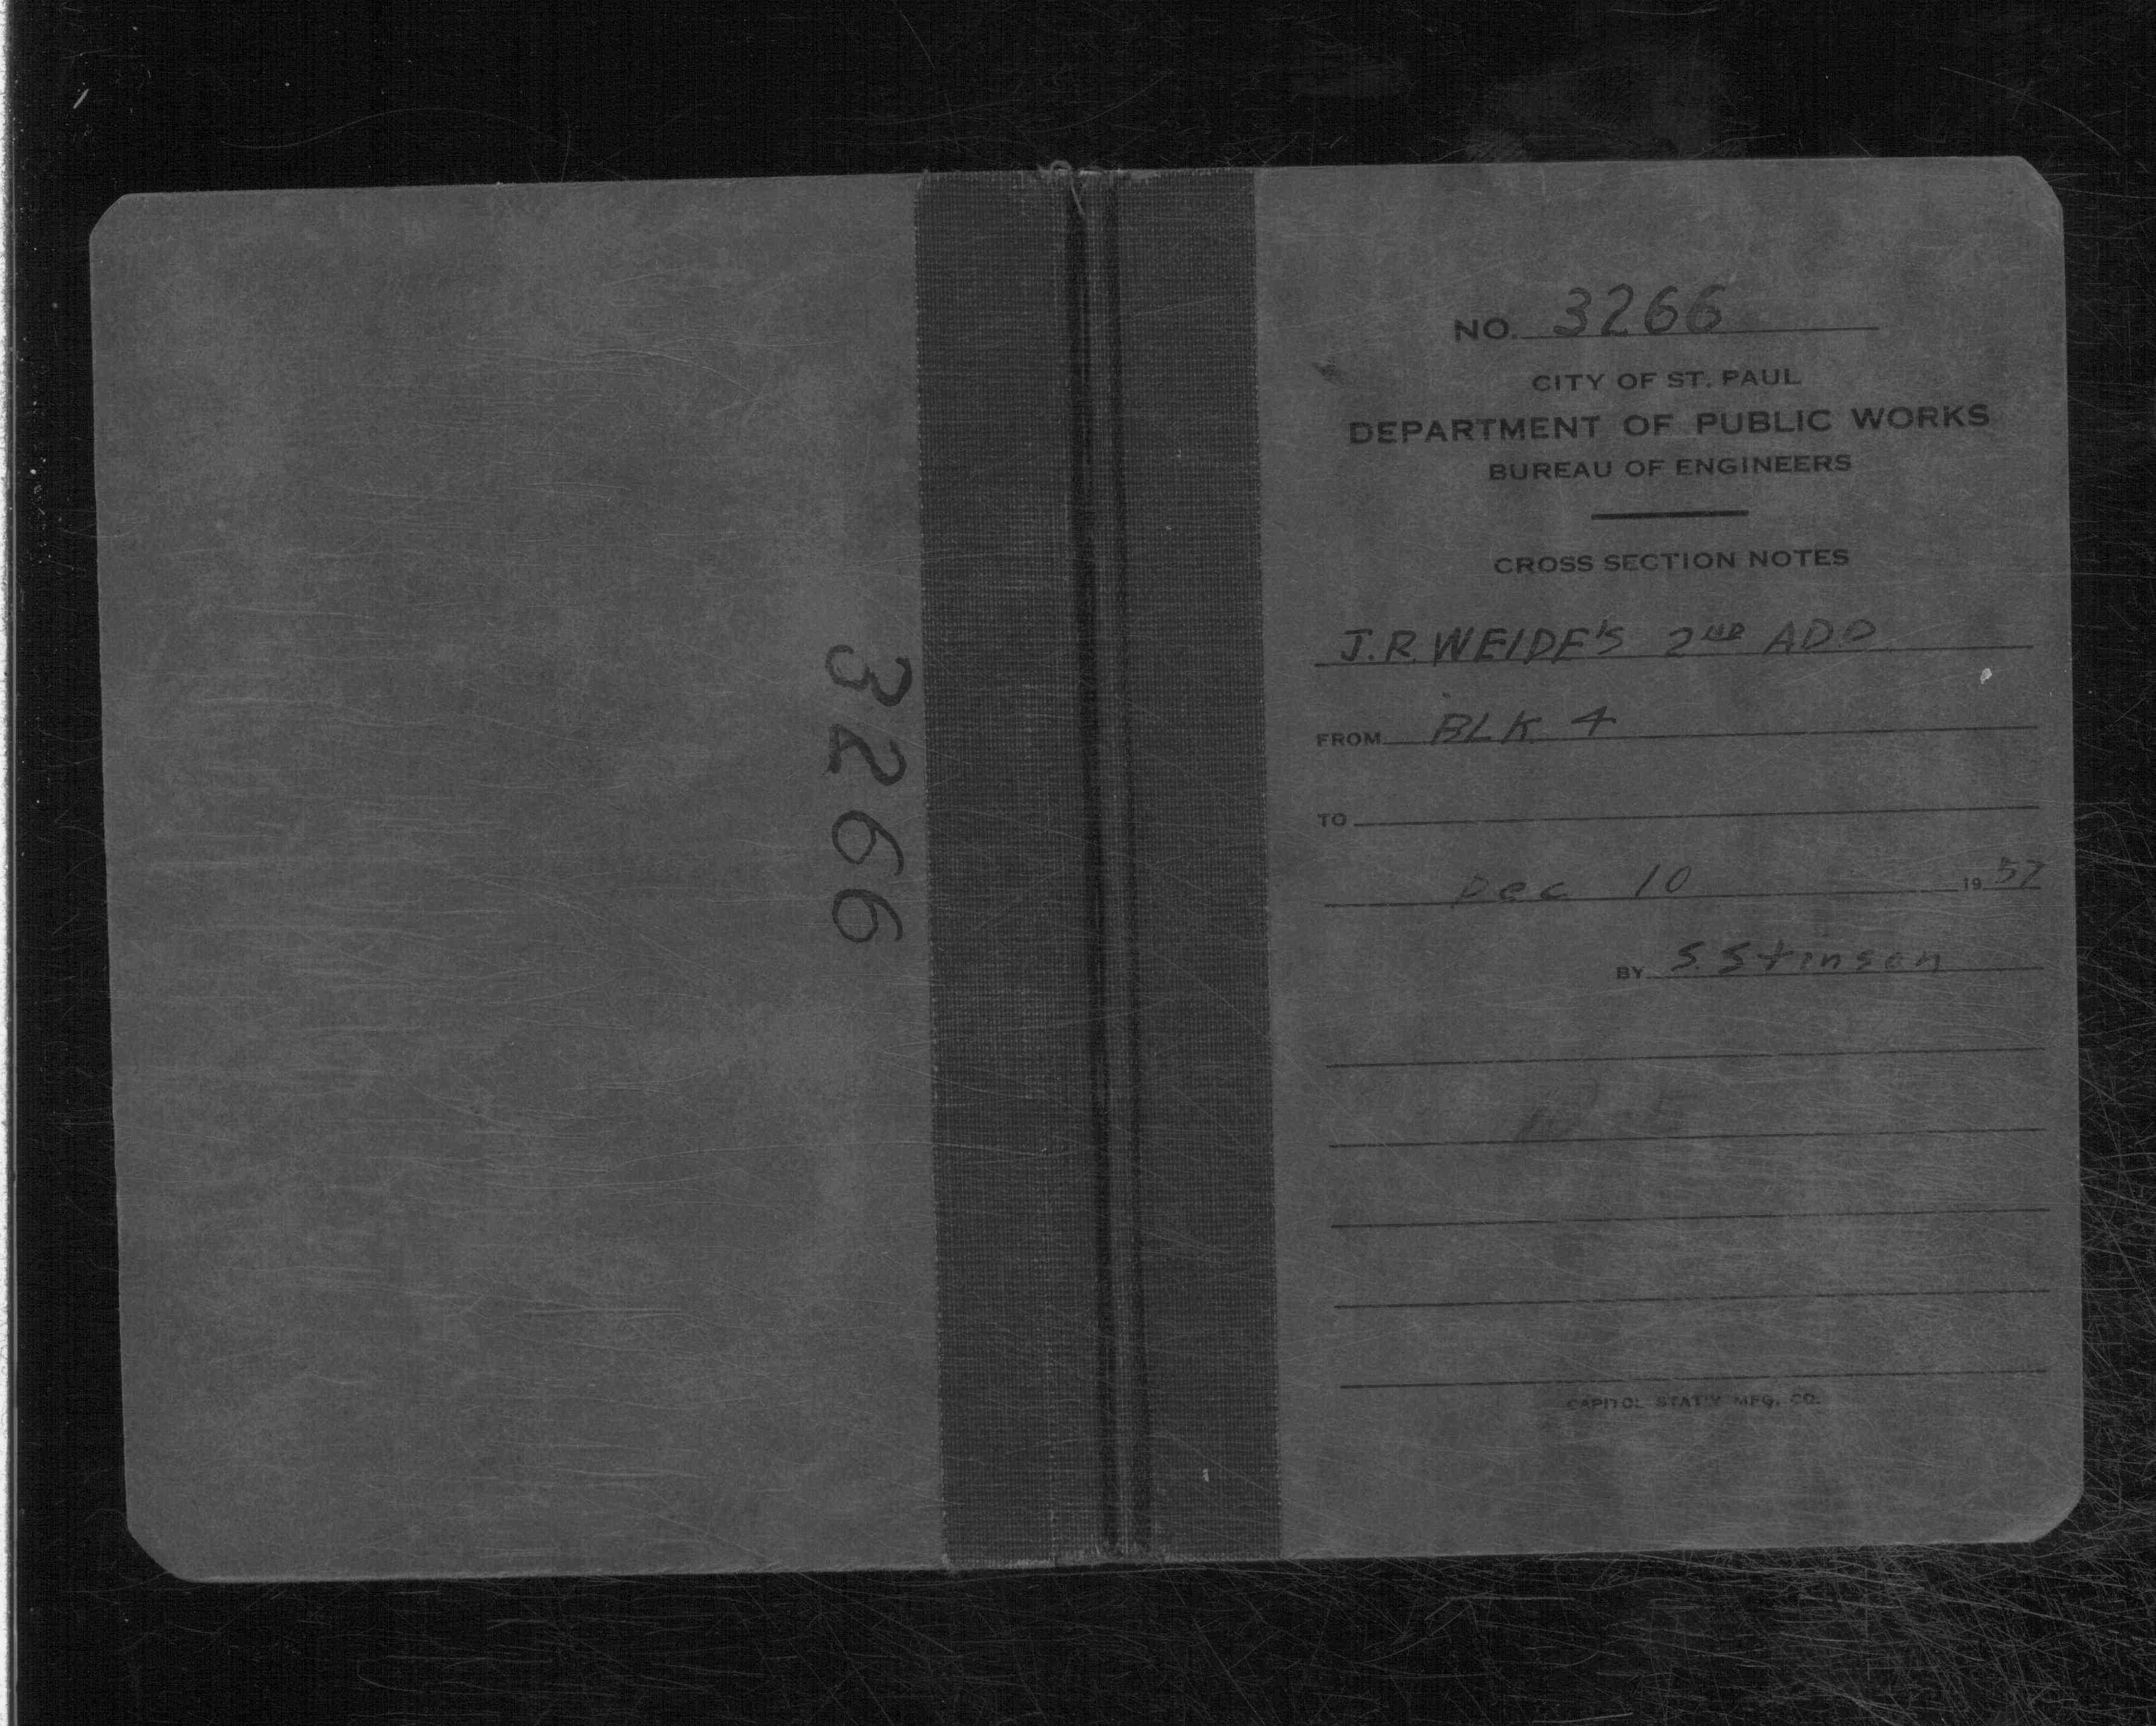 3266
NO. 3266
CITY OF ST. PAUL
DEPARTMENT OF PUBLIC WORKS
BUREAU OF ENGINEERS
CROSS SECTION NOTES
J.R. WEIDE'S 2ND ADD.
FROM BLK 4
TO
Dec 10 1957
BY S. Stinson
CAPITOL STAT'Y MFG. CO.